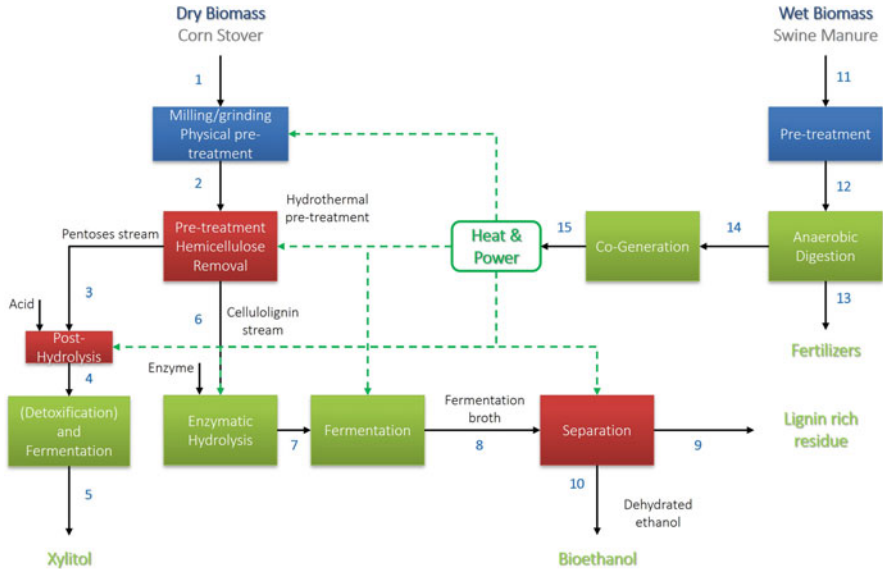 Dry Biomass
Corn Stover
Wet Biomass
Swine Manure
1
11
Milling/grinding
Physical pre-
treatment
Pre-treatment
2
12
Hydrothermal
pre-treatment
Pentoses stream
Pre-treatment
Hemicellulose
Removal
Heat &
Power
15
Co-Generation
14
Anaerobic
Digestion
3
6
13
Acid
Cellulolignin
stream
Post-
Hydrolysis
Fertilizers
4
Enzyme
(Detoxification)
and
Fermentation
Enzymatic
Hydrolysis
7
Fermentation
Fermentation
broth
8
Separation
9
Lignin rich
residue
5
10
Dehydrated
ethanol
Xylitol
Bioethanol